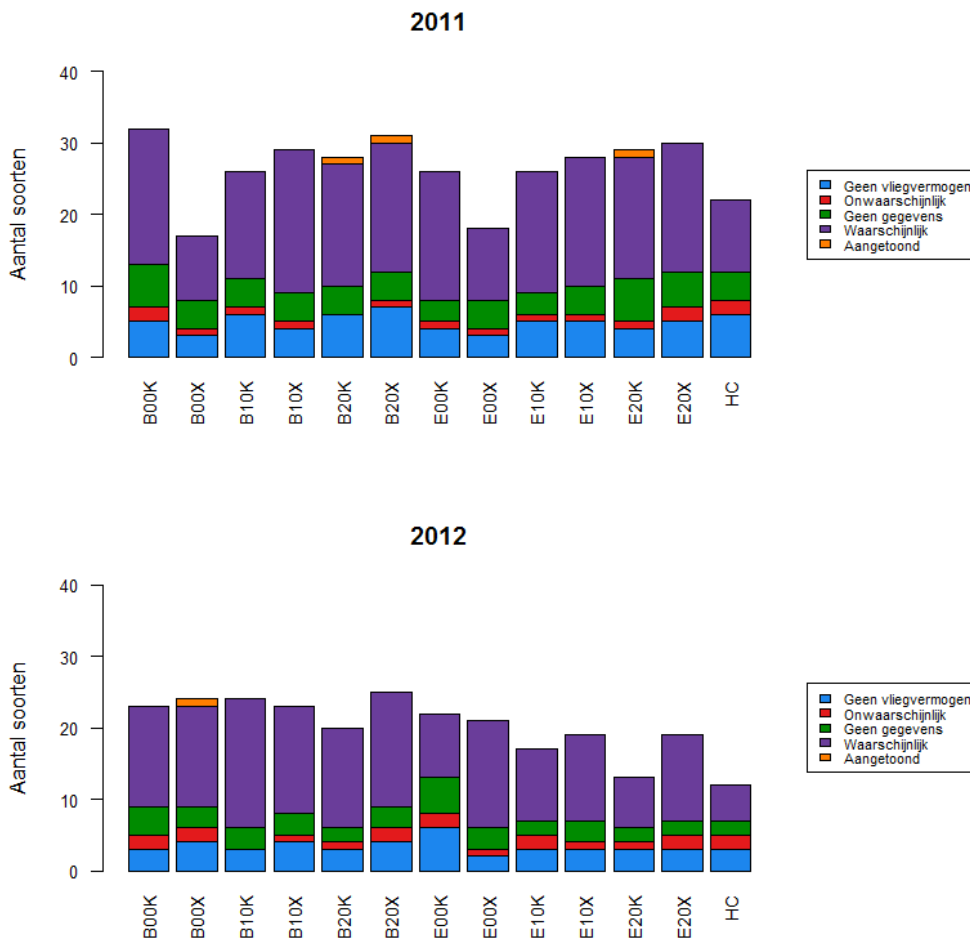 2011
Aantal soorten
40
30
20
10
0
B00K
B00X
B10K
B10X
B20K
B20X
E00K
E00X
E10K
E10X
E20K
E20X
HC
Geen vliegvermogen
Onwaarschijnlijk
Geen gegevens
Waarschijnlijk
Aangetoond
2012
Aantal soorten
40
30
20
10
0
B00K
B00X
B10K
B10X
B20K
B20X
E00K
E00X
E10K
E10X
E20K
E20X
HC
Geen vliegvermogen
Onwaarschijnlijk
Geen gegevens
Waarschijnlijk
Aangetoond